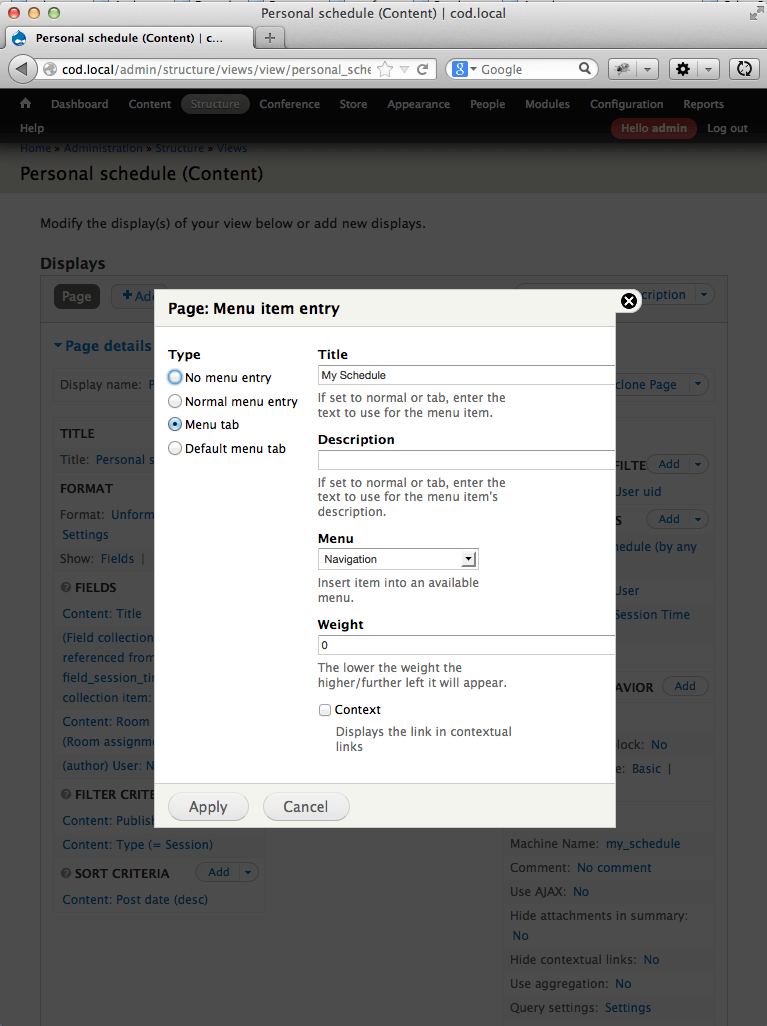 Personal schedule (Content) | cod.local
Personal schedule (Content) | c...
cod.local/admin/structure/views/view/personal_sche
Google
Dashboard Content Structure Conference Store Appearance People Modules Configuration Reports
Help Hello admin Log out
Home » Administration » Structure » Views
Personal schedule (Content)
Modify the display(s) of your view below or add new displays.
Displays
Page Add
Page details
Display name: P
clone Page
TITLE
Title: Personal s
FORMAT
Format: Unform
Settings
Show: Fields |
FIELDS
Content: Title
(Field collection
referenced from
field_session_ti
collection item:
Content: Room
(Room assignm
(author) User: N
FILTER CRITE
Content: Publish
Content: Type (= Session)
SORT CRITERIA Add
Content: Post date (desc)
Page: Menu item entry
Type
No menu entry
Normal menu entry
Menu tab
Default menu tab
Title
My Schedule
If set to normal or tab, enter the
text to use for the menu item.
Description
If set to normal or tab, enter the
text to use for the menu item's
description.
Menu
Navigation
Insert item into an available
menu.
Weight
0
The lower the weight the
higher/further left it will appear.
Context
Displays the link in contextual
links
Apply Cancel
cription
FILTE Add
User uid
S Add
hedule (by any
User
Session Time
AVIOR Add
lock: No
e: Basic |
Machine Name: my_schedule
Comment: No comment
Use AJAX: No
Hide attachments in summary:
No
Hide contextual links: No
Use aggregation: No
Query settings: Settings